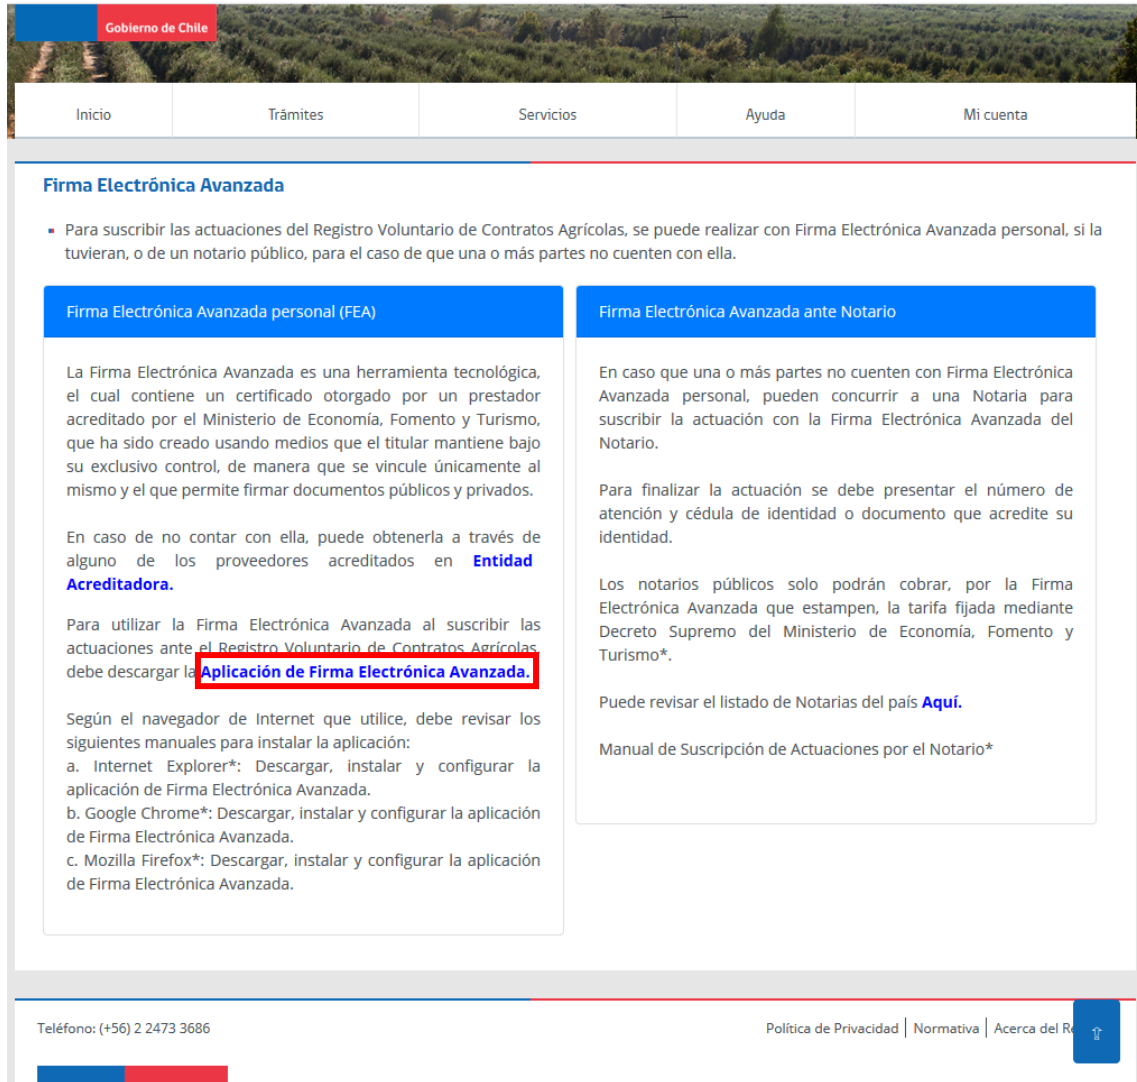 Gobierno de Chile
Inicio
Trámites
Servicios
Ayuda
Mi cuenta
Firma Electrónica Avanzada
Para suscribir las actuaciones del Registro Voluntario de Contratos Agrícolas, se puede realizar con Firma Electrónica Avanzada personal, si la
tuvieran, o de un notario público, para el caso de que una o más partes no cuenten con ella.
Firma Electrónica Avanzada personal (FEA)
La Firma Electrónica Avanzada es una herramienta tecnológica,
el cual contiene un certificado otorgado por un prestador
acreditado por el Ministerio de Economía, Fomento y Turismo,
que ha sido creado usando medios que el titular mantiene bajo
su exclusivo control, de manera que se vincule únicamente al
mismo y el que permite firmar documentos públicos y privados.
En caso de no contar con ella, puede obtenerla a través de
alguno de los proveedores acreditados en Entidad
Acreditadora.
Para utilizar la Firma Electrónica Avanzada al suscribir las
actuaciones ante el Registro Voluntario de Contratos Agrícolas,
debe descargar la Aplicación de Firma Electrónica Avanzada.
Según el navegador de Internet que utilice, debe revisar los
siguientes manuales para instalar la aplicación:
a. Internet Explorer*: Descargar, instalar y configurar la
aplicación de Firma Electrónica Avanzada.
b. Google Chrome*: Descargar, instalar y configurar la aplicación
de Firma Electrónica Avanzada.
c. Mozilla Firefox*: Descargar, instalar y configurar la aplicación
de Firma Electrónica Avanzada.
Firma Electrónica Avanzada ante Notario
En caso que una o más partes no cuenten con Firma Electrónica
Avanzada personal, pueden concurrir a una Notaria para
suscribir la actuación con la Firma Electrónica Avanzada del
Notario.
Para finalizar la actuación se debe presentar el número de
atención y cédula de identidad o documento que acredite su
identidad.
Los notarios públicos solo podrán cobrar, por la Firma
Electrónica Avanzada que estampen, la tarifa fijada mediante
Decreto Supremo del Ministerio de Economía, Fomento y
Turismo*.
Puede revisar el listado de Notarias del país Aquí.
Manual de Suscripción de Actuaciones por el Notario*
Teléfono: (+56) 2 2473 3686
Política de Privacidad | Normativa | Acerca del